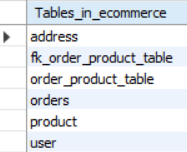 Tables_in_ecommerce
address
fk_order_product_table
order_product_table
orders
product
user